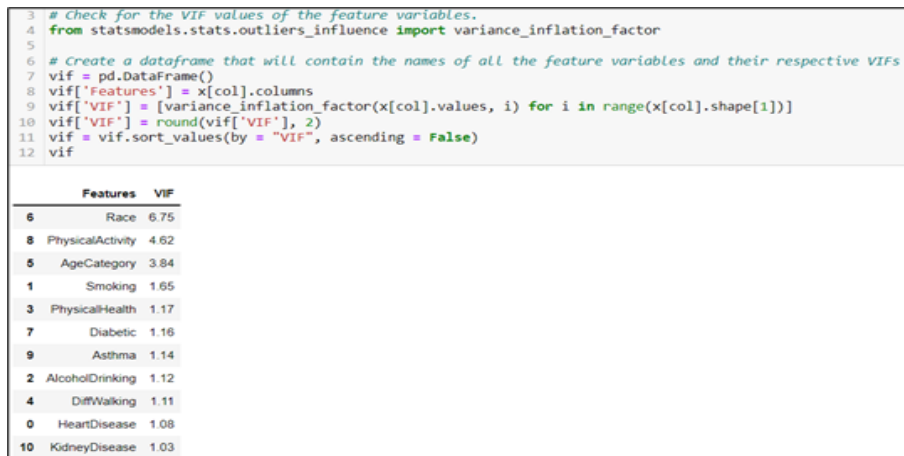 3 # Check for the VIF values of the feature variables.
4 from statsmodels.stats.outliers_influence import variance_inflation_factor
5
6 # Create a dataframe that will contain the names of all the feature variables and their respective VIFs
7 vif = pd.DataFrame()
8 vif['Features'] = x[col].columns
9 vif['VIF'] = [variance_inflation_factor(x[col].values, i) for i in range(x[col].shape[1])]
10 vif['VIF'] = round(vif['VIF'], 2)
11 vif = vif.sort_values(by = "VIF", ascending = False)
12 vif
Features VIF
6 Race 6.75
8 PhysicalActivity 4.62
5 AgeCategory 3.84
1 Smoking 1.65
3 PhysicalHealth 1.17
7 Diabetic 1.16
9 Asthma 1.14
2 AlcoholDrinking 1.12
4 DiffWalking 1.11
0 HeartDisease 1.08
10 KidneyDisease 1.03